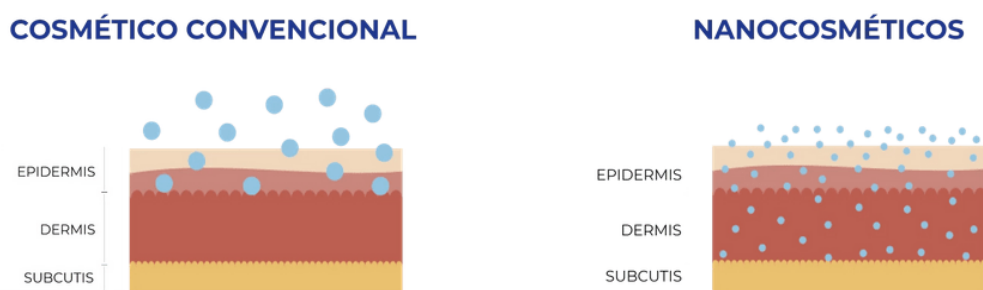 COSMÉTICO CONVENCIONAL
EPIDERMIS
DERMIS
SUBCUTIS
NANOCOSMÉTICOS
EPIDERMIS
DERMIS
SUBCUTIS